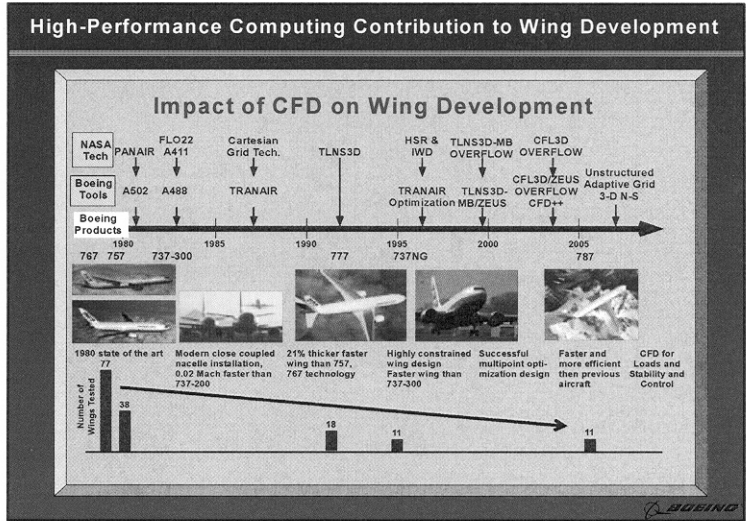 High-Performance Computing Contribution to Wing Development
Impact of CFD on Wing Development
NASA Tech
PANAIR
FLO22
A411
Cartesian
Grid Tech.
TLNS3D
HSR &
IWD
TLNS3D-MB
OVERFLOW
CFL3D
OVERFLOW
Boeing
Tools
A502
A488
TRANAIR
TRANAIR
Optimization
TLNS3D-
MB/ZEUS
CFL3D/ZEUS
OVERFLOW
CFD++
Unstructured
Adaptive Grid
3-D N-S
Boeing
Products
1980 1985 1990 1995 2000 2005
767 757 737-300 777 737NG 787
1980 state of the art
Modern close coupled
nacelle installation,
0.02 Mach faster than
737-200
21% thicker faster
wing than 757,
767 technology
Highly constrained
wing design
Faster wing than
737-300
Successful
multipoint opti-
mization design
Faster and
more efficient
then previous
aircraft
CFD for
Loads and
Stability and
Control
Number of
Wings Tested
77
38
18
11
11
BOEING